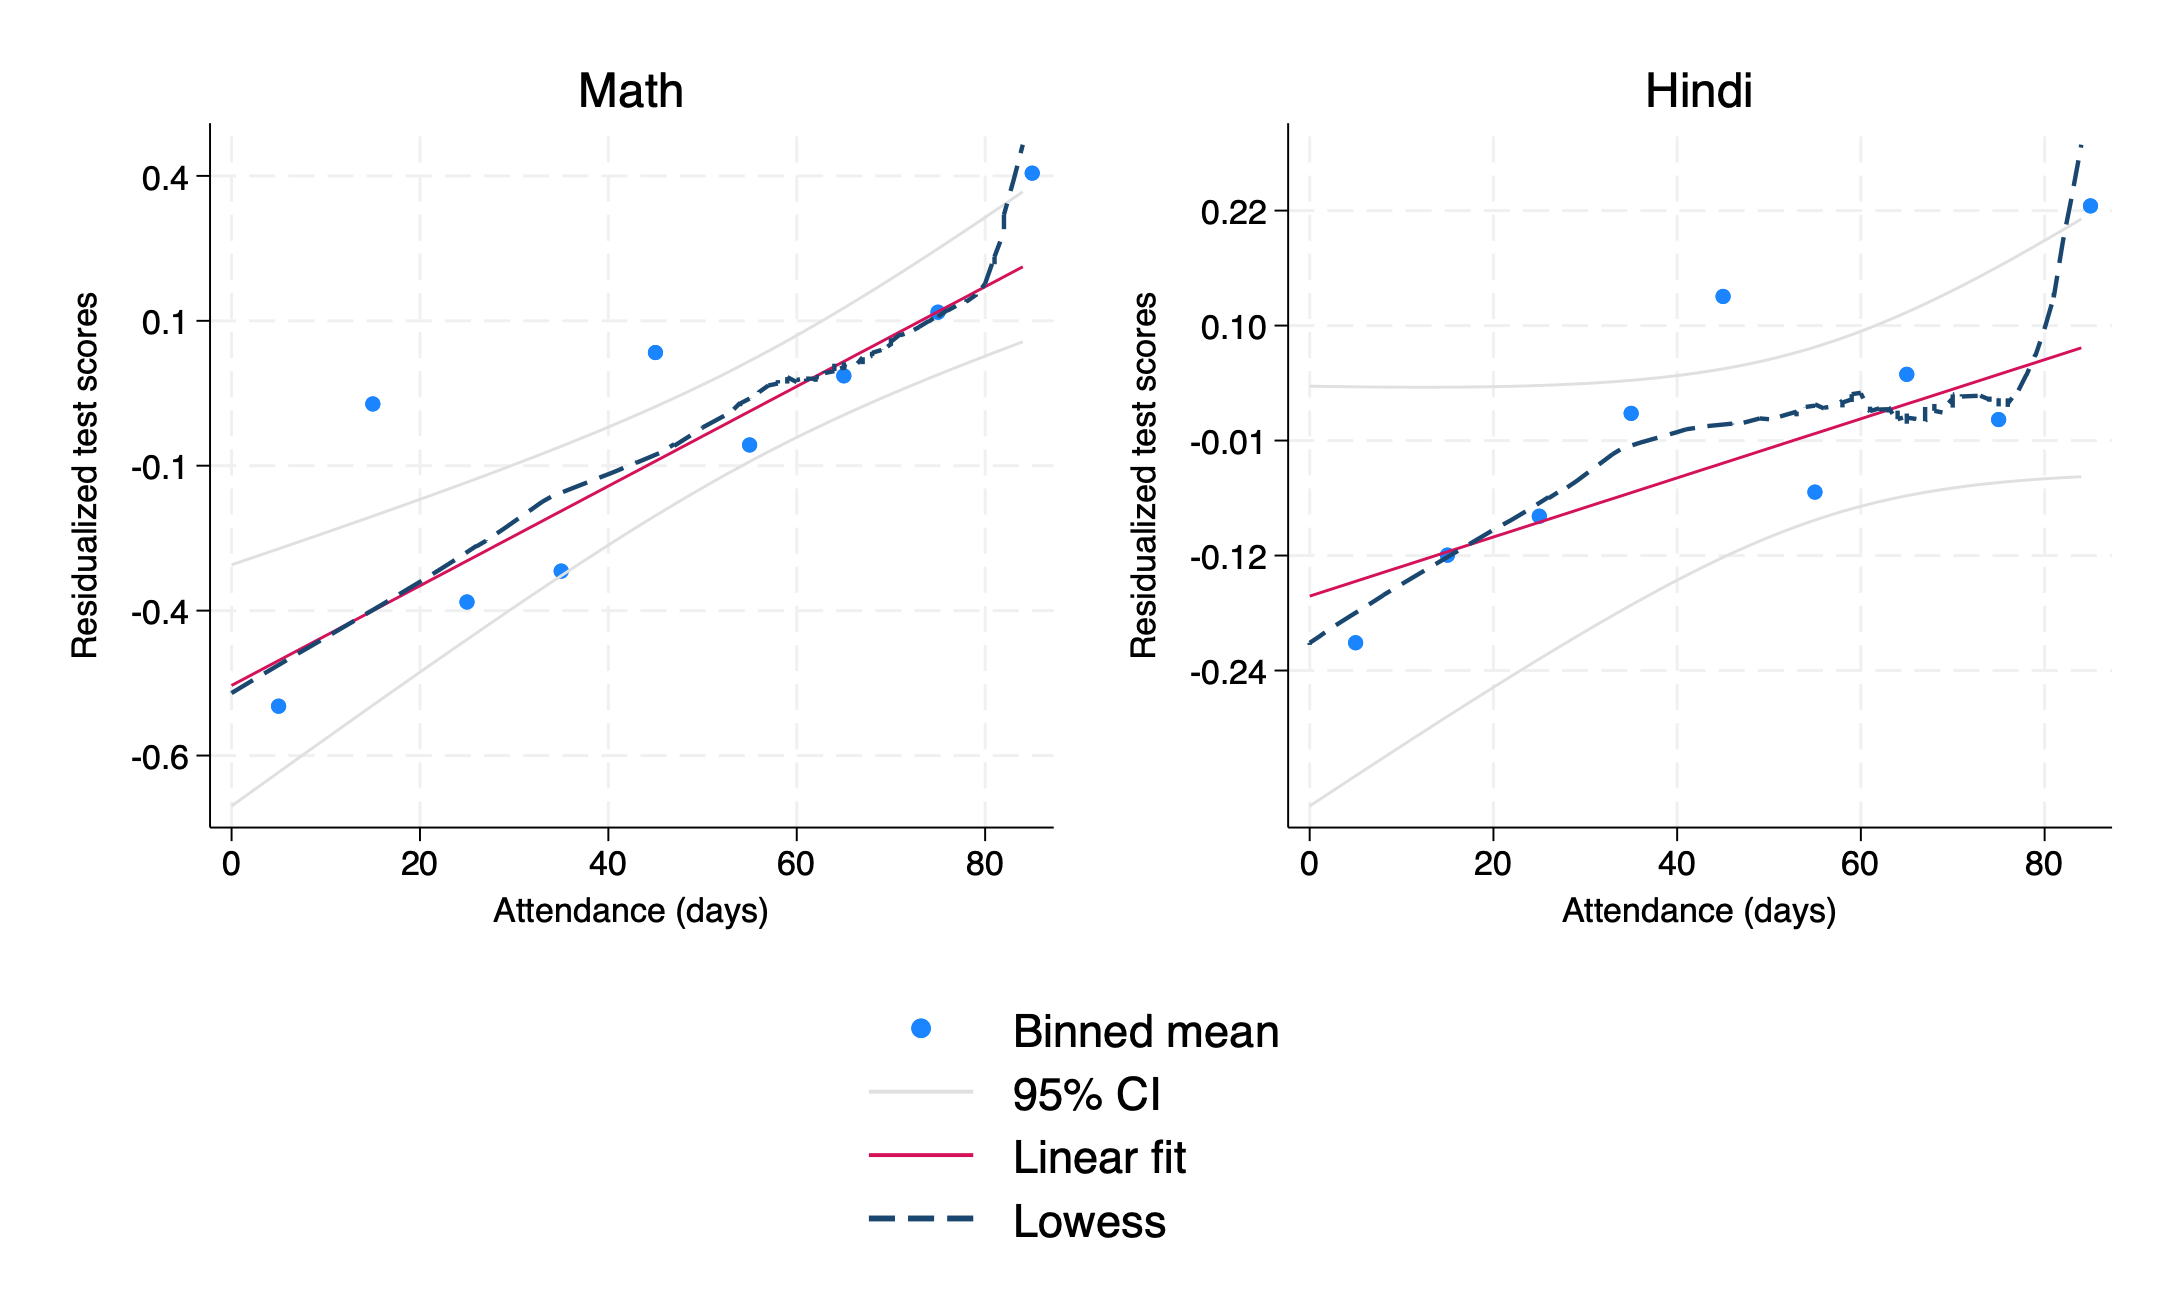 Math
Residualized test scores
0.4
0.1
-0.1
-0.4
-0.6
0 20 40 60 80
Attendance (days)
Hindi
Residualized test scores
0.22
0.10
-0.01
-0.12
-0.24
0 20 40 60 80
Attendance (days)
Binned mean
95% CI
Linear fit
Lowess